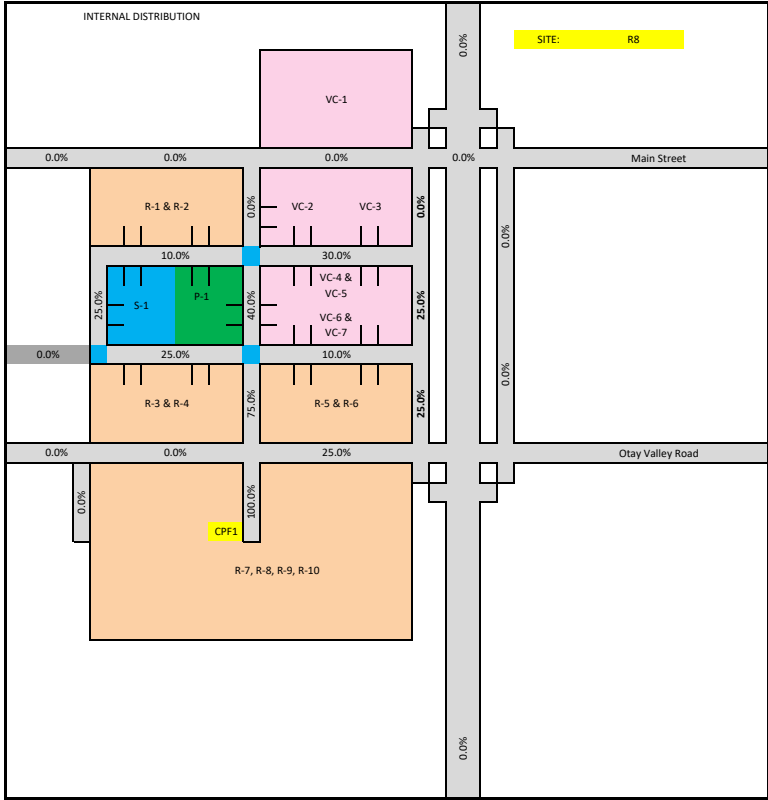 INTERNAL DISTRIBUTION
SITE: R8
0.0%
VC-1
0.0%
0.0%
0.0%
0.0%
Main Street
R-1 & R-2
0.0%
VC-2
VC-3
0.0%
0.0%
10.0%
30.0%
25.0%
S-1
P-1
40.0%
VC-4 &
VC-5
VC-6 &
VC-7
25.0%
0.0%
25.0%
10.0%
0.0%
R-3 & R-4
75.0%
R-5 & R-6
25.0%
0.0%
0.0%
25.0%
Otay Valley Road
0.0%
100.0%
CPF1
R-7, R-8, R-9, R-10
0.0%